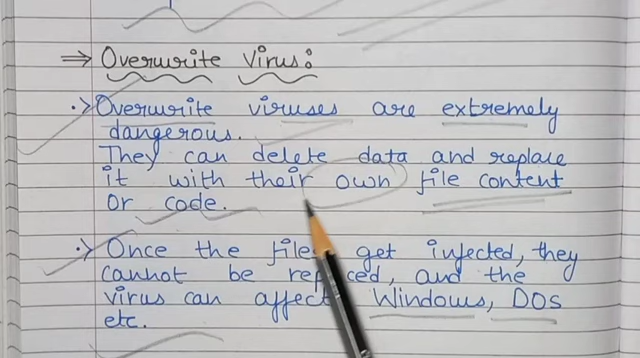 ⇒ Overwrite Virus:
•> Overwrite viruses are extremely
dangerous.
They can delete data and replace
it with their own file content
or code.
•> Once the file get infected, they
cannot be and the
virus can affect Windows, DOS
etc.